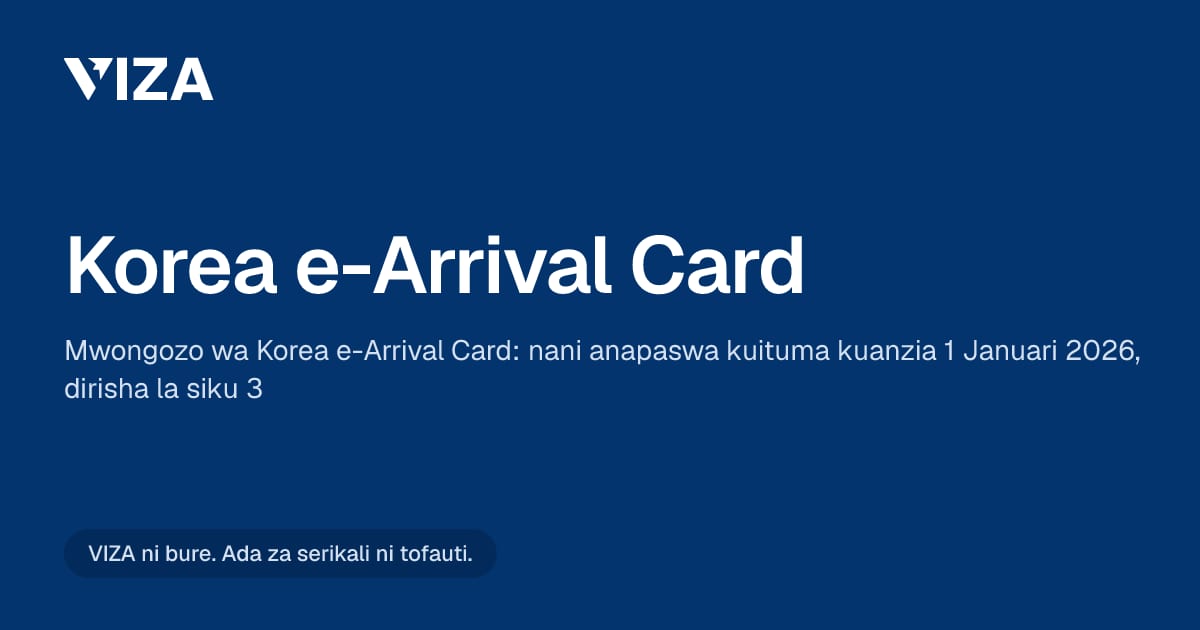 VIZA
Korea e-Arrival Card
Mwongozo wa Korea e-Arrival Card: nani anapaswa kuituma kuanzia 1 Januari 2026,
dirisha la siku 3
VIZA ni bure. Ada za serikali ni tofauti.